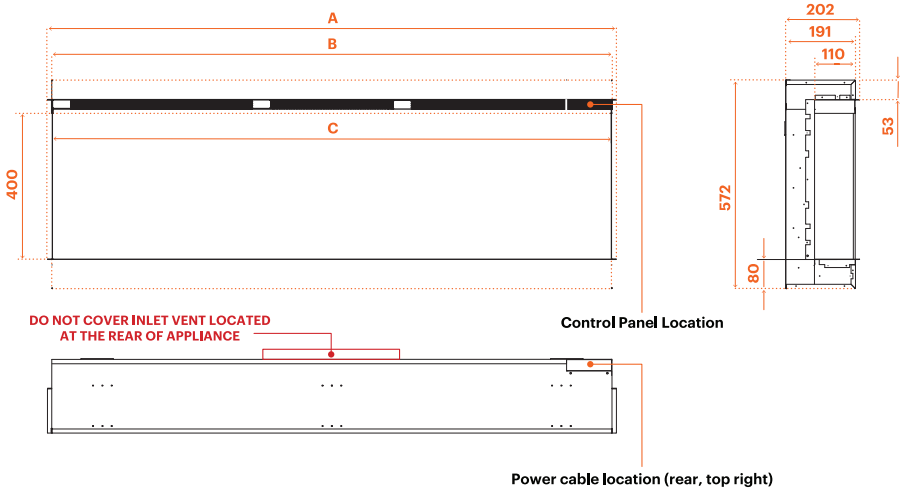 A
B
C
400
202
191
110
53
572
80
Control Panel Location
DO NOT COVER INLET VENT LOCATED
AT THE REAR OF APPLIANCE
Power cable location (rear, top right)